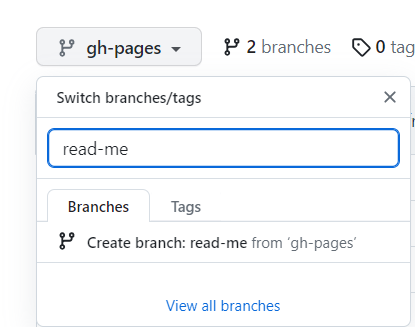 gh-pages 2 branches 0 tag
Switch branches/tags
read-me
Branches Tags
Create branch: read-me from ‘gh-pages’
View all branches